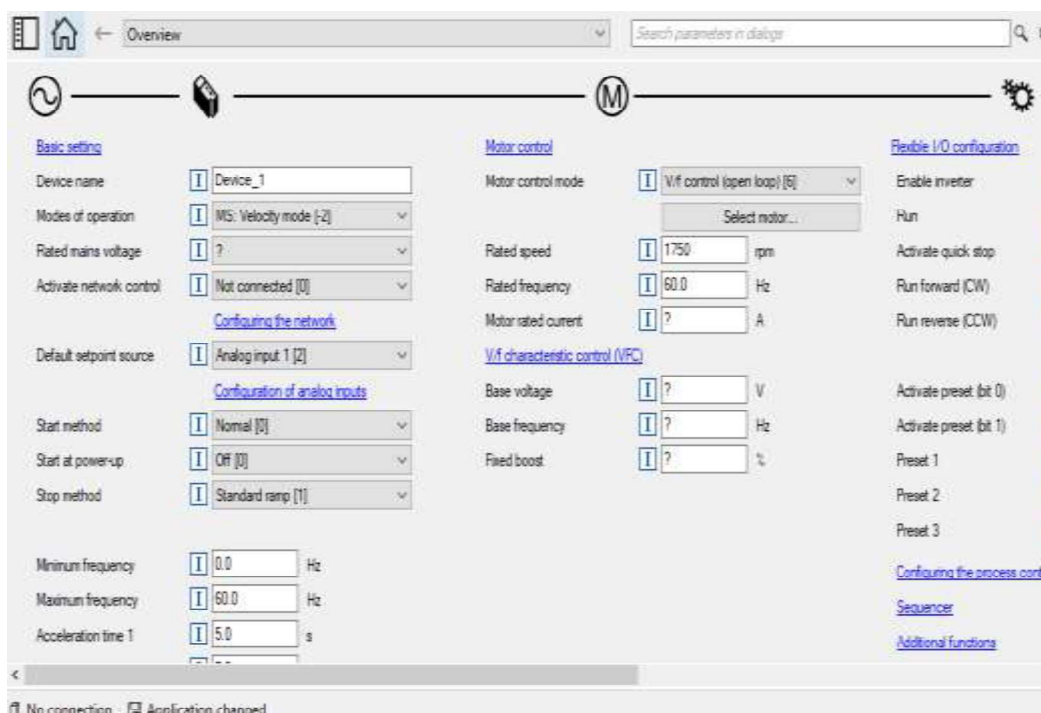 Overview
Search parameters in dialogs
M
Basic setting
Device name
I
Device_1
Modes of operation
I
MS: Velocity mode [-2]
Rated mains voltage
I
?
Activate network control
I
Not connected [0]
Configuring the network
Default setpoint source
I
Analog input 1 [2]
Configuration of analog inputs
Start method
I
Normal [0]
Start at power-up
I
Off [0]
Stop method
I
Standard ramp [1]
Minimum frequency
I
0.0
Hz
Maximum frequency
I
60.0
Hz
Acceleration time 1
I
5.0
s
Motor control
Motor control mode
I
V/f control (open loop) [6]
Select motor...
Rated speed
I
1750
rpm
Rated frequency
I
60.0
Hz
Motor rated current
I
?
A
V/f characteristic control (VFC)
Base voltage
I
?
V
Base frequency
I
?
Hz
Fixed boost
I
?
%
Flexible I/O configuration
Enable inverter
Run
Activate quick stop
Run forward (CW)
Run reverse (CCW)
Activate preset (bit 0)
Activate preset (bit 1)
Preset 1
Preset 2
Preset 3
Configuring the process cont
Sequencer
Additional functions
No connection
Application changed